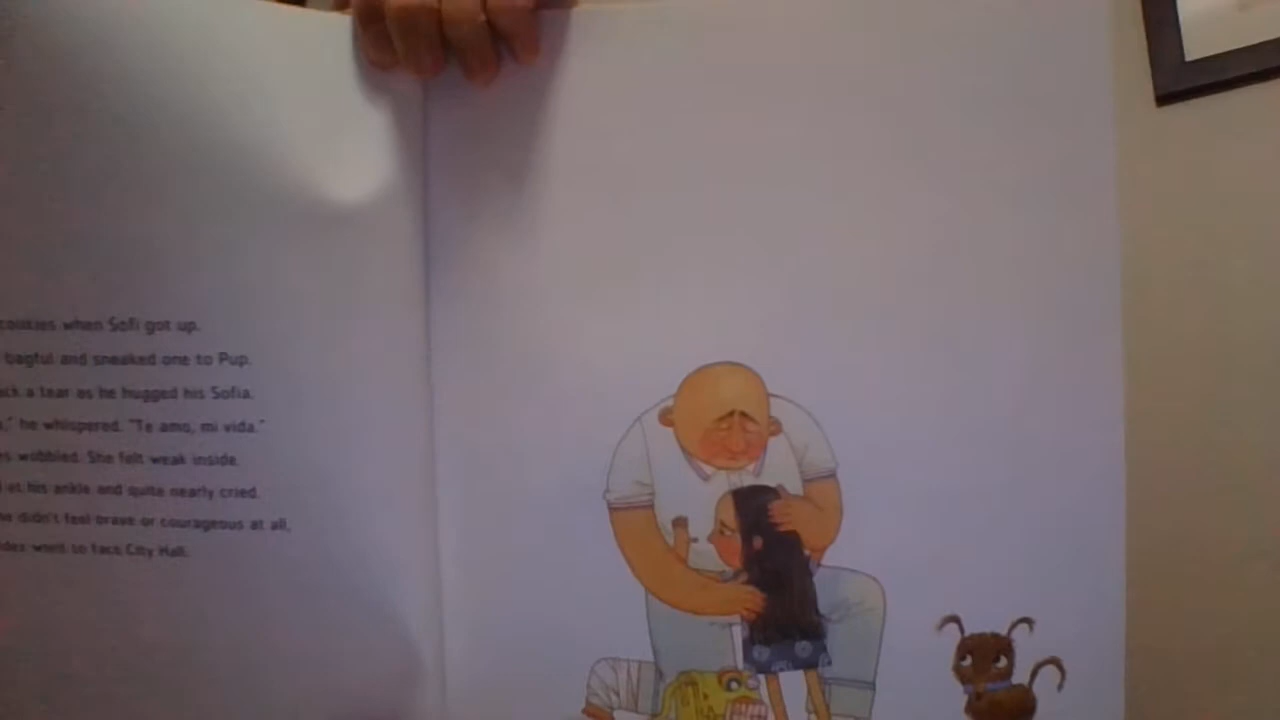 cookies when Sofi got up.
bagful and sneaked one to Pup.
a tear as he hugged his Sofia.
he whispered. "Te amo, mi vida."
wobbled. She felt weak inside.
at his ankle and quite nearly cried.
didn't feel brave or courageous at all,
went to face City Hall.